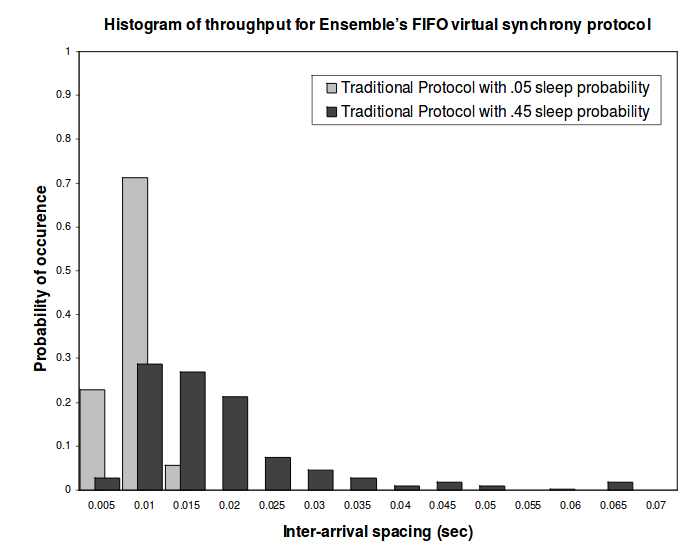 Histogram of throughput for Ensemble's FIFO virtual synchrony protocol
Traditional Protocol with .05 sleep probability
Traditional Protocol with .45 sleep probability
Probability of occurence
1
0.9
0.8
0.7
0.6
0.5
0.4
0.3
0.2
0.1
0
0.005 0.01 0.015 0.02 0.025 0.03 0.035 0.04 0.045 0.05 0.055 0.06 0.065 0.07
Inter-arrival spacing (sec)